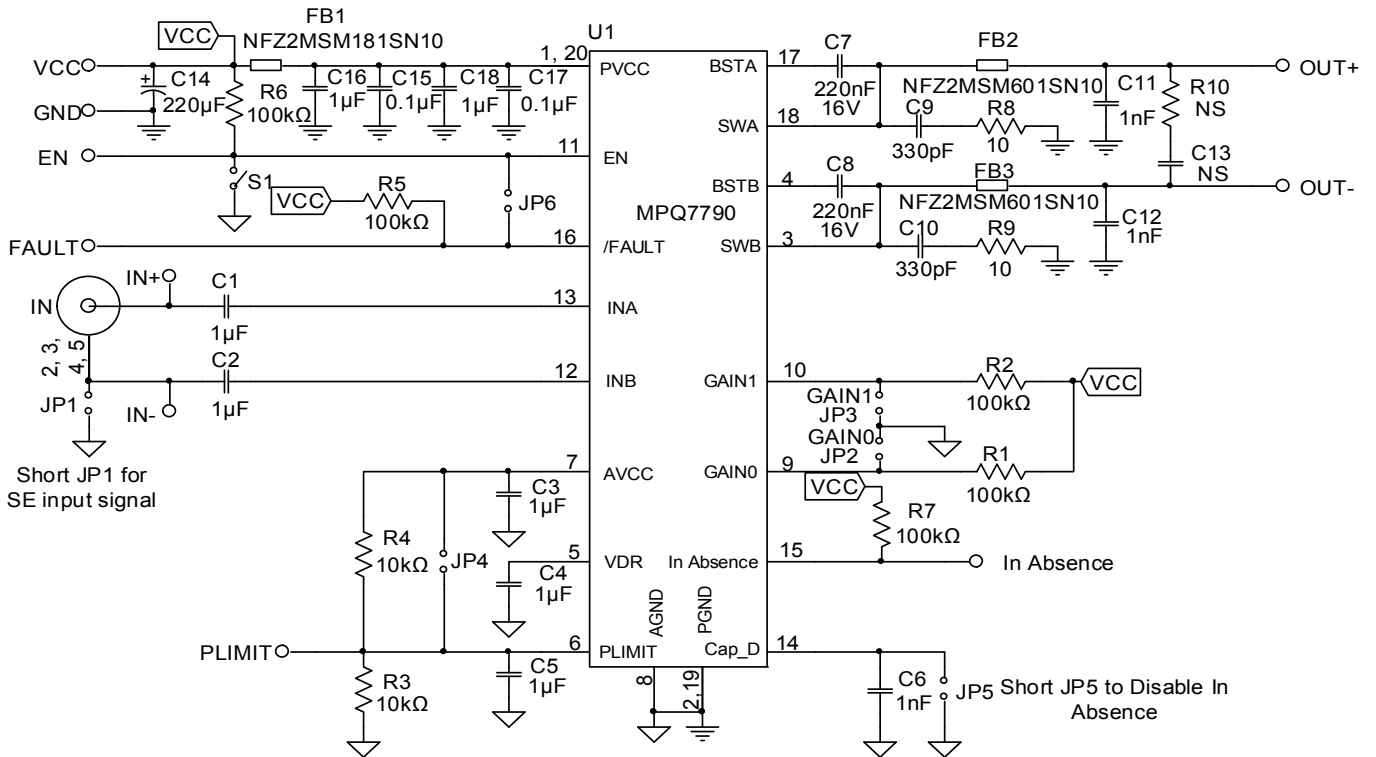 FB1
NFZ2MSM181SN10
U1
VCC
VCC
GND
C14
220µF
R6
100kΩ
C16
1µF
C15
0.1µF
C18
1µF
C17
0.1µF
1, 20
PVCC
BSTA
17
C7
220nF
16V
FB2
NFZ2MSM601SN10
C11
1nF
R10
NS
OUT+
SWA
18
C9
330pF
R8
10
EN
11
EN
S1
VCC
R5
100kΩ
JP6
BSTB
4
C8
220nF
16V
FB3
NFZ2MSM601SN10
C13
NS
OUT-
C12
1nF
MPQ7790
FAULT
16
/FAULT
SWB
3
C10
330pF
R9
10
IN
IN+
C1
1µF
13
INA
2, 3,
4, 5
C2
1µF
12
INB
JP1
IN-
Short JP1 for
SE input signal
GAIN1
10
R2
100kΩ
VCC
GAIN1
JP3
GAIN0
JP2
GAIN0
9
R1
100kΩ
7
AVCC
C3
1µF
VCC
R7
100kΩ
R4
10kΩ
JP4
5
VDR
C4
1µF
In Absence
15
In Absence
AGND
PGND
PLIMIT
6
PLIMIT
C5
1µF
R3
10kΩ
8
2,19
Cap_D
14
C6
1nF
JP5
Short JP5 to Disable In
Absence